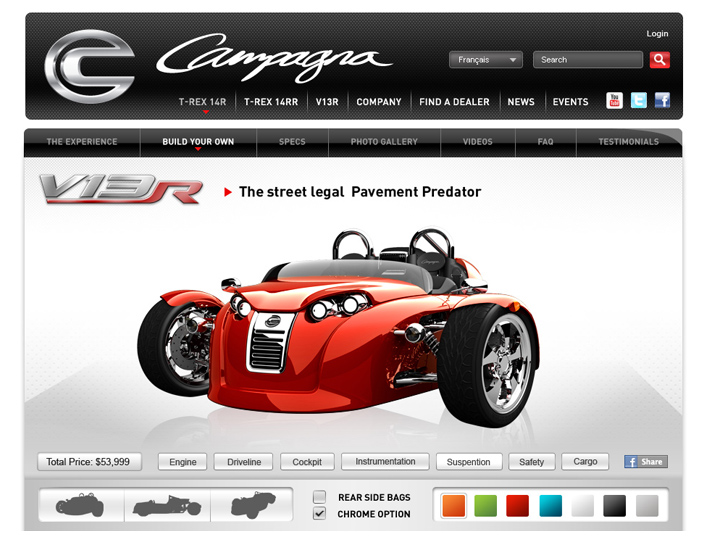 Login
Campagna
Français
Search
T-REX 14R
T-REX 14RR
V13R
COMPANY
FIND A DEALER
NEWS
EVENTS
You Tube
t
f
THE EXPERIENCE
BUILD YOUR OWN
SPECS
PHOTO GALLERY
VIDEOS
FAQ
TESTIMONIALS
V13R
The street legal Pavement Predator
Total Price: $53,999
Engine
Driveline
Cockpit
Instrumentation
Suspention
Safety
Cargo
f Share
REAR SIDE BAGS
CHROME OPTION